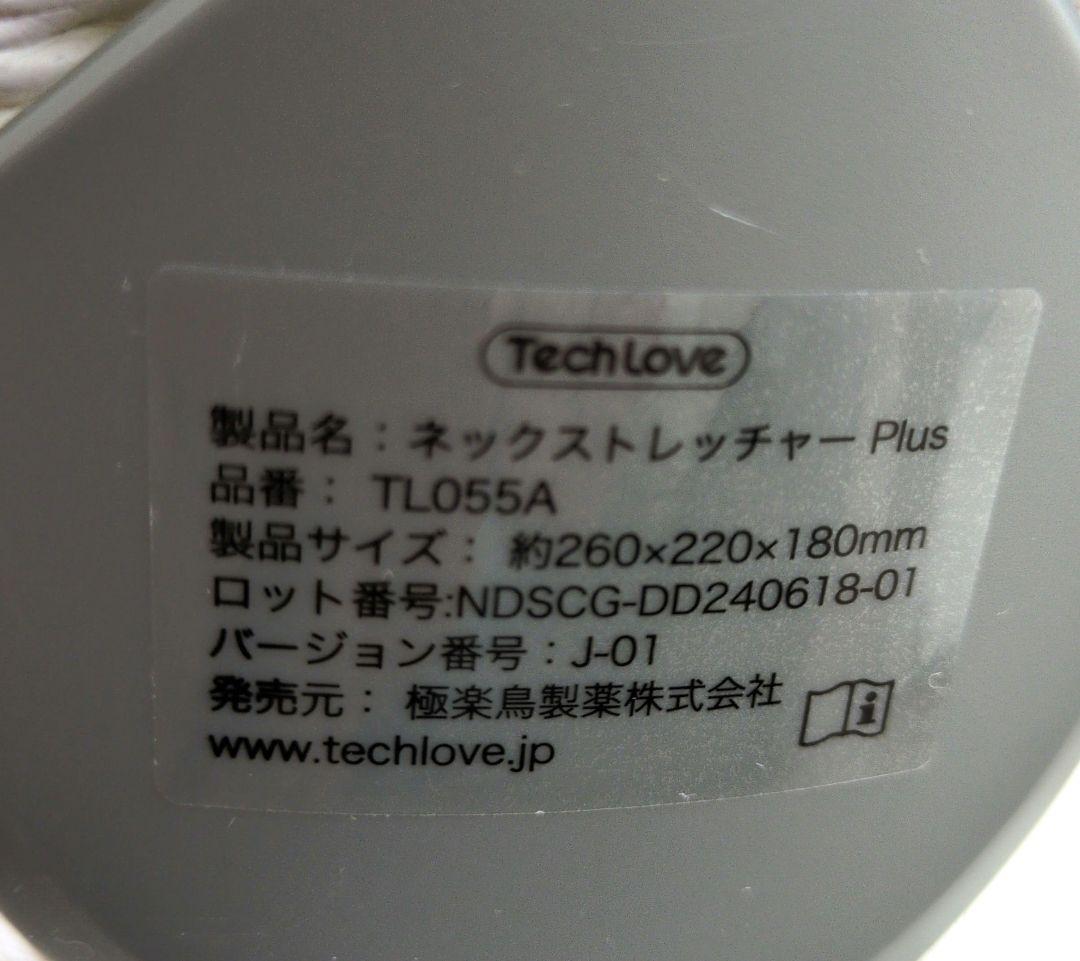 TechLove
製品名：ネックストレッチャー Plus
品番： TL055A
製品サイズ： 約260×220×180mm
ロット番号:NDSCG-DD240618-01
バージョン番号：J-01
発売元： 極楽鳥製薬株式会社
www.techlove.jp